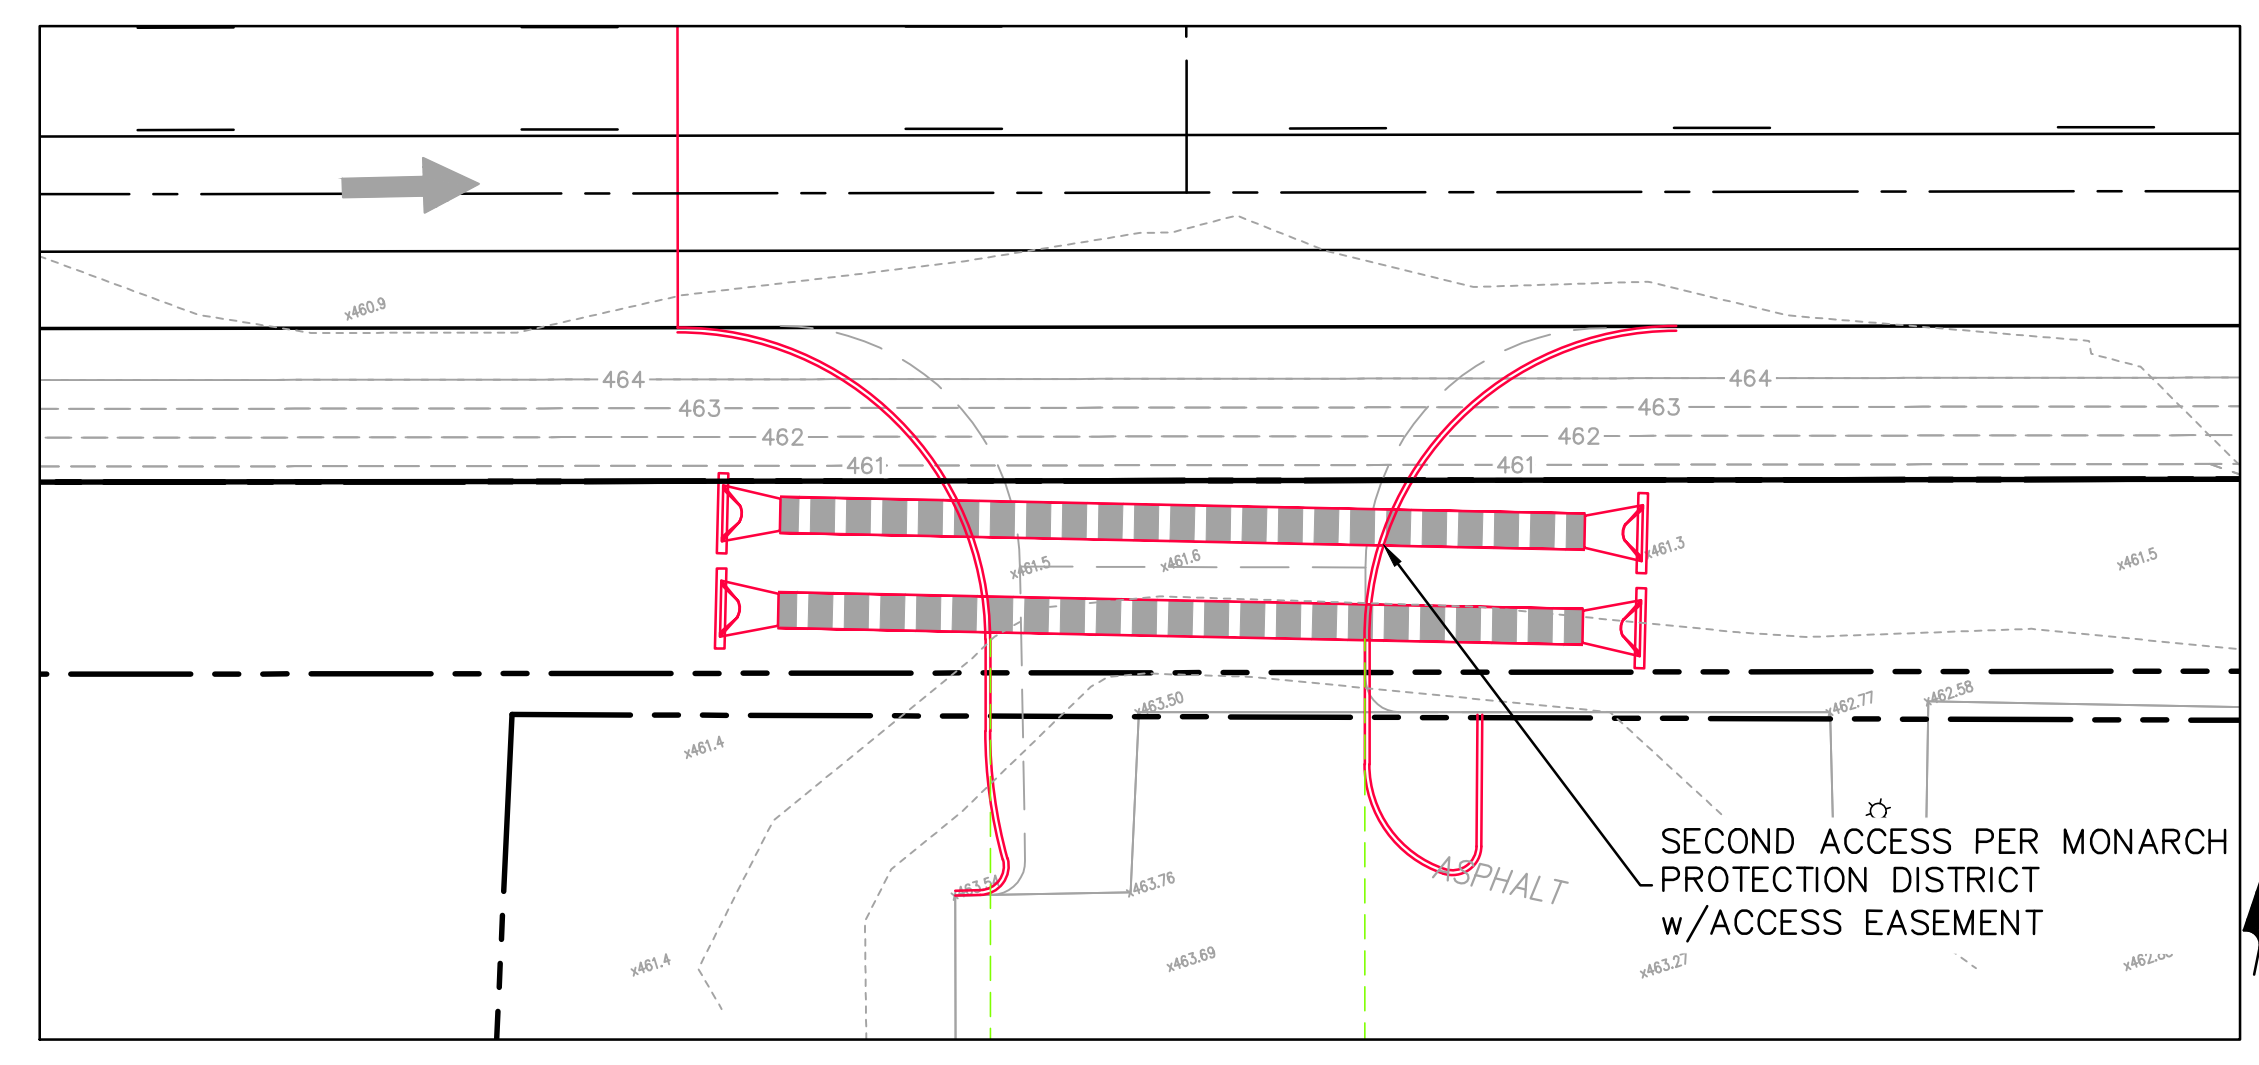 x460.9
464 464
463 463
462 462
461 461
x461.5 x461.6 x461.3 x461.5
x463.50 x462.77 x462.58
x461.4
SECOND ACCESS PER MONARCH
PROTECTION DISTRICT
w/ACCESS EASEMENT
ASPHALT
x463.54 x463.76
x461.4 x463.69 x463.27